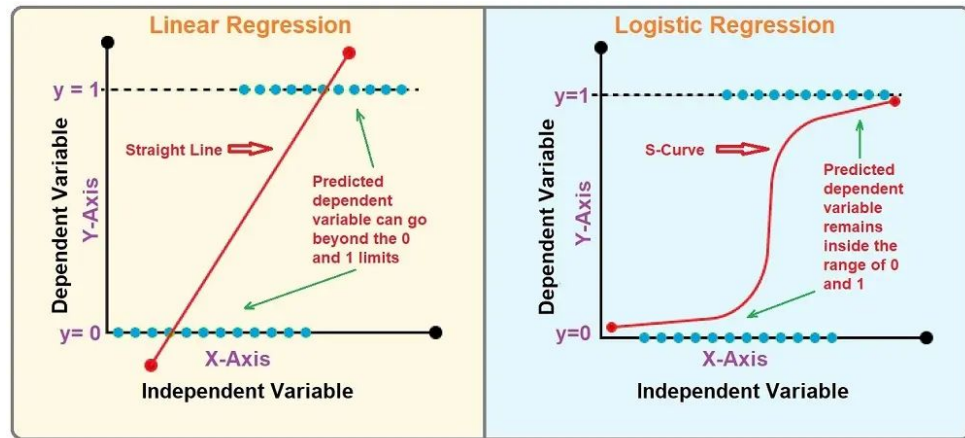 Linear Regression
y = 1
Dependent Variable
Y-Axis
Straight Line
Predicted
dependent
variable can go
beyond the 0
and 1 limits
y= 0
X-Axis
Independent Variable
Logistic Regression
y=1
Dependent Variable
Y-Axis
S-Curve
Predicted
dependent
variable
remains
inside the
range of 0
and 1
y=0
X-Axis
Independent Variable